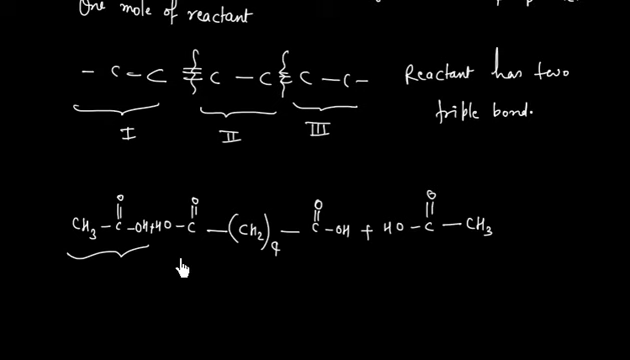 One mole of reactant
- C - C ≡ C - C ≡ C - C - Reactant has two
triple bond.
I II III
O O O O
CH3 - C - OH + HO - C - (CH2)4 - C - OH + HO - C - CH3